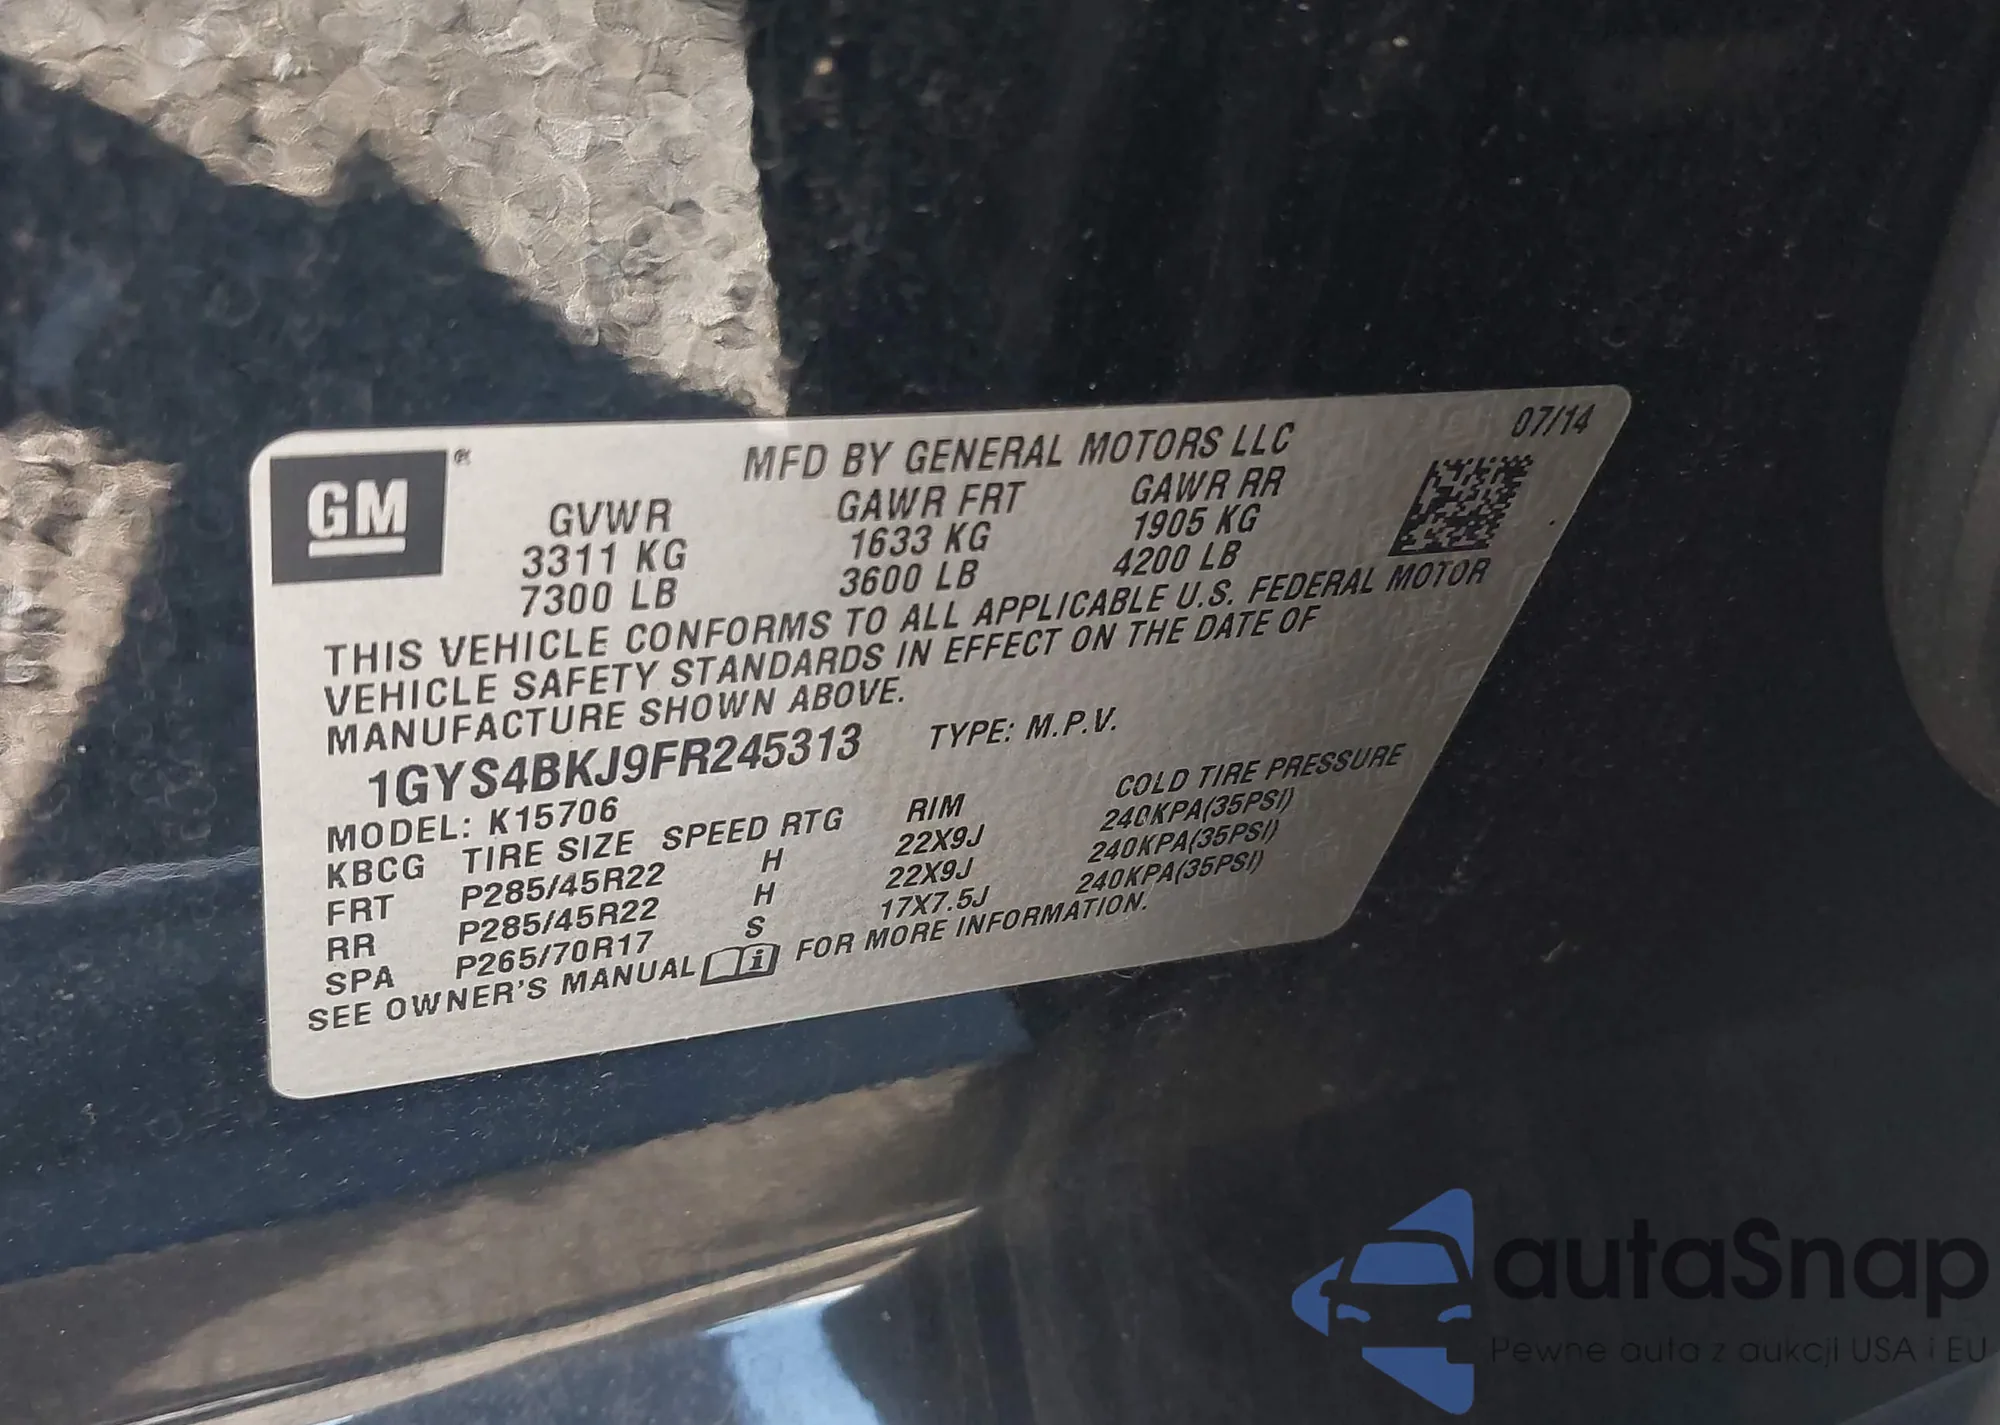 GM®
MFD BY GENERAL MOTORS LLC 07/14
GVWR GAWR FRT GAWR RR
3311 KG 1633 KG 1905 KG
7300 LB 3600 LB 4200 LB
THIS VEHICLE CONFORMS TO ALL APPLICABLE U.S. FEDERAL MOTOR
VEHICLE SAFETY STANDARDS IN EFFECT ON THE DATE OF
MANUFACTURE SHOWN ABOVE.
1GYS4BKJ9FR245313 TYPE: M.P.V.
MODEL: K15706
KBCG TIRE SIZE SPEED RTG RIM COLD TIRE PRESSURE
FRT P285/45R22 H 22X9J 240KPA(35PSI)
RR P285/45R22 H 22X9J 240KPA(35PSI)
SPA P265/70R17 S 17X7.5J 240KPA(35PSI)
SEE OWNER'S MANUAL i FOR MORE INFORMATION.
autaSnap
Pewne auta z aukcji USA i EU